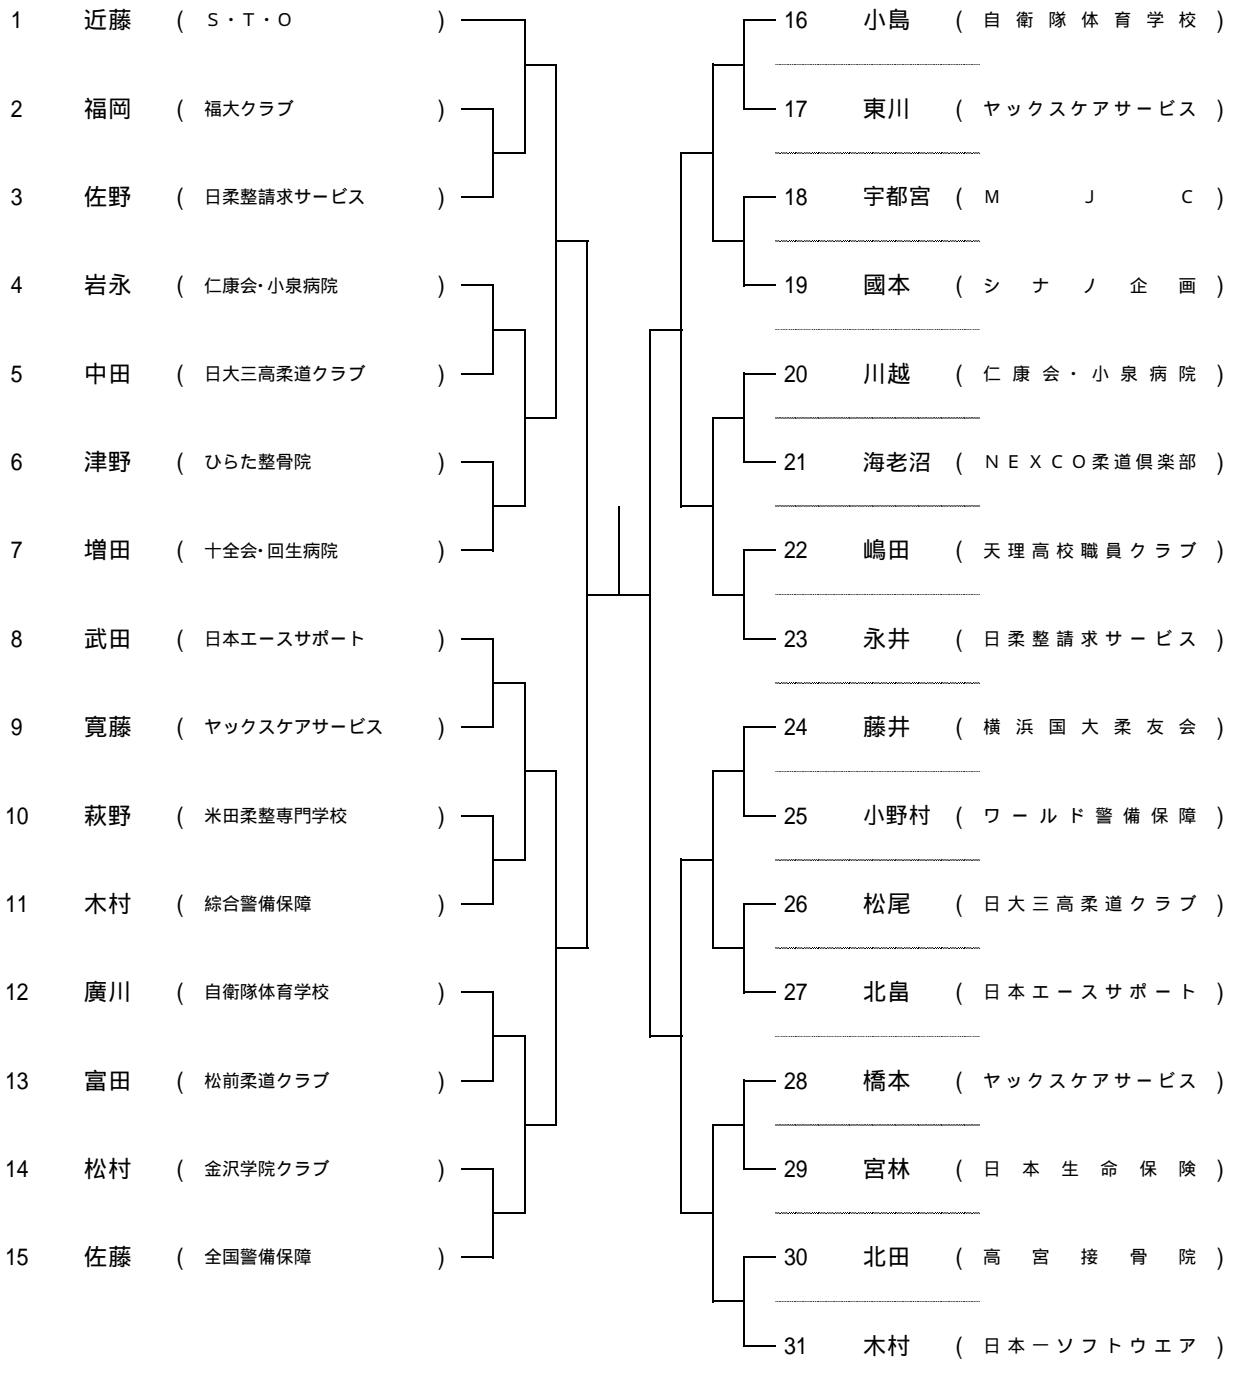 1 近藤 ( S・T・O )
2 福岡 ( 福大クラブ )
3 佐野 ( 日柔整請求サービス )
4 岩永 ( 仁康会・小泉病院 )
5 中田 ( 日大三高柔道クラブ )
6 津野 ( ひらた整骨院 )
7 増田 ( 十全会・回生病院 )
8 武田 ( 日本エースサポート )
9 寛藤 ( ヤックスケアサービス )
10 萩野 ( 米田柔整専門学校 )
11 木村 ( 綜合警備保障 )
12 廣川 ( 自衛隊体育学校 )
13 富田 ( 松前柔道クラブ )
14 松村 ( 金沢学院クラブ )
15 佐藤 ( 全国警備保障 )
16 小島 ( 自衛隊体育学校 )
17 東川 ( ヤックスケアサービス )
18 宇都宮 ( MJC )
19 國本 ( シナノ企画 )
20 川越 ( 仁康会・小泉病院 )
21 海老沼 ( NEXCO柔道倶楽部 )
22 嶋田 ( 天理高校職員クラブ )
23 永井 ( 日柔整請求サービス )
24 藤井 ( 横浜国大柔友会 )
25 小野村 ( ワールド警備保障 )
26 松尾 ( 日大三高柔道クラブ )
27 北畠 ( 日本エースサポート )
28 橋本 ( ヤックスケアサービス )
29 宮林 ( 日本生命保険 )
30 北田 ( 高宮接骨院 )
31 木村 ( 日本一ソフトウエア )